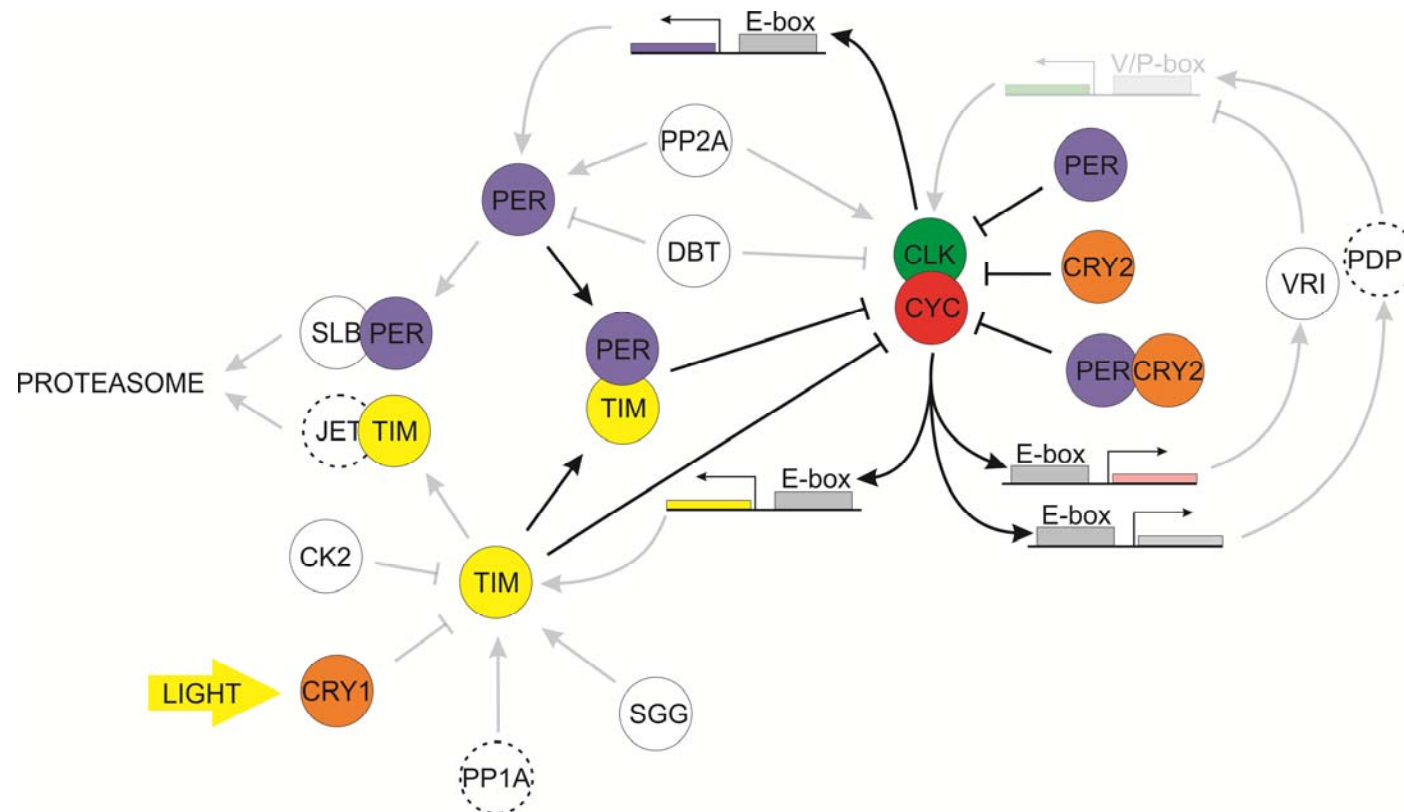 E-box
V/P-box
PP2A
PER
PER
DBT
CLK
CRY2
VRI
PDP
CYC
SLB
PER
PER
PER
CRY2
PROTEASOME
TIM
JET
TIM
E-box
E-box
E-box
CK2
TIM
LIGHT
CRY1
SGG
PP1A